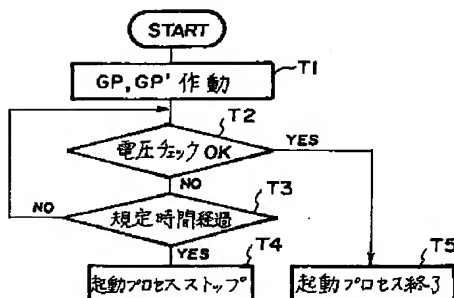 START
GP, GP' 作動
T1
T2
電圧チェックOK
YES
NO
T3
NO
規定時間経過
YES
T4
T5
起動プロセスストップ
起動プロセス終了